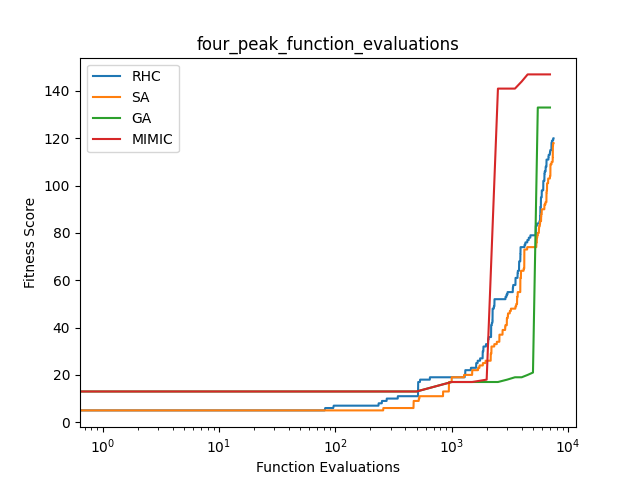 four_peak_function_evaluations
RHC
SA
GA
MIMIC
Fitness Score
140
120
100
80
60
40
20
0
10⁰
10¹
10²
10³
10⁴
Function Evaluations